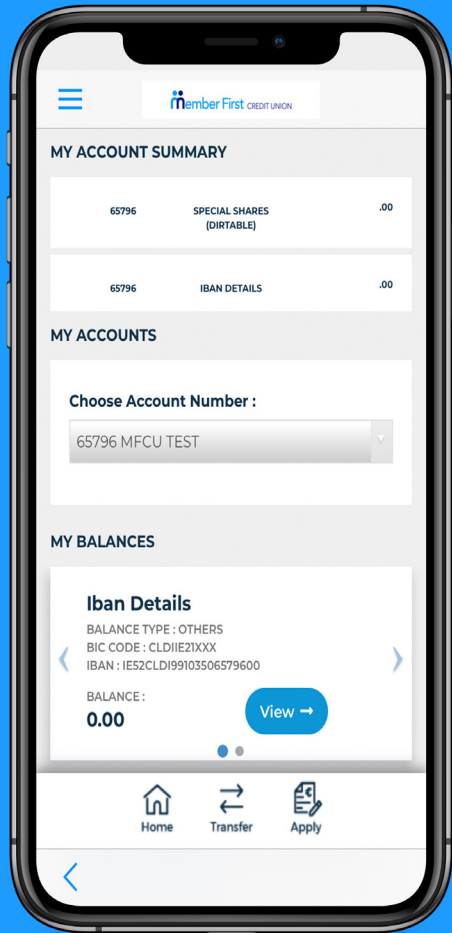 Member First CREDIT UNION
MY ACCOUNT SUMMARY
65796 SPECIAL SHARES .00
(DIRTABLE)
65796 IBAN DETAILS .00
MY ACCOUNTS
Choose Account Number :
65796 MFCU TEST
MY BALANCES
Iban Details
BALANCE TYPE : OTHERS
BIC CODE : CLDIIE21XXX
IBAN : IE52CLDI99103506579600
BALANCE :
0.00
View →
Home Transfer Apply